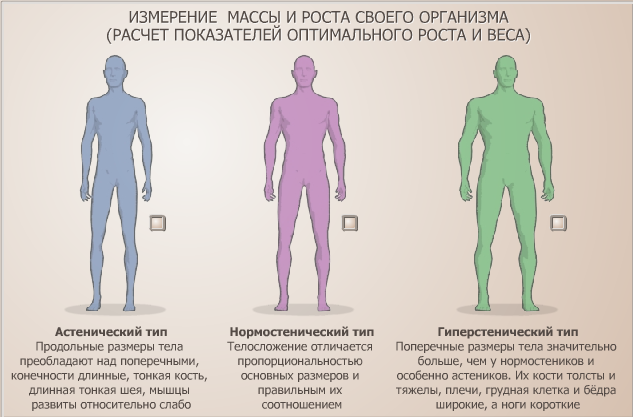 ИЗМЕРЕНИЕ МАССЫ И РОСТА СВОЕГО ОРГАНИЗМА
(РАСЧЕТ ПОКАЗАТЕЛЕЙ ОПТИМАЛЬНОГО РОСТА И ВЕСА)
Астенический тип
Продольные размеры тела
преобладают над поперечными,
конечности длинные, тонкая кость,
длинная тонкая шея, мышцы
развиты относительно слабо
Нормостенический тип
Телосложение отличается
пропорциональностью
основных размеров и
правильным их
соотношением
Гиперстенический тип
Поперечные размеры тела значительно
больше, чем у нормостеников и
особенно астеников. Их кости толсты и
тяжелы, плечи, грудная клетка и бёдра
широкие, а ноги короткие